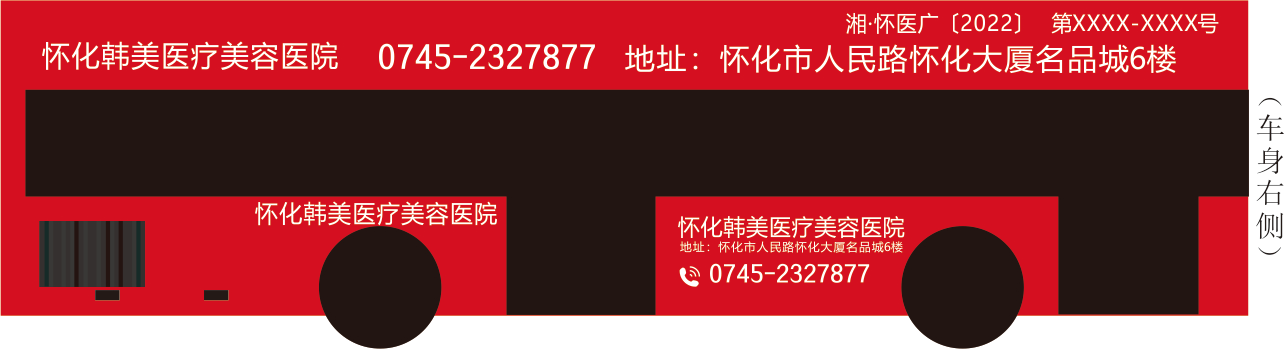 湘·怀医广〔2022〕 第XXXX-XXXX号
怀化韩美医疗美容医院 0745-2327877 地址：怀化市人民路怀化大厦名品城6楼
怀化韩美医疗美容医院
怀化韩美医疗美容医院
地址：怀化市人民路怀化大厦名品城6楼
0745-2327877
（车身右侧）